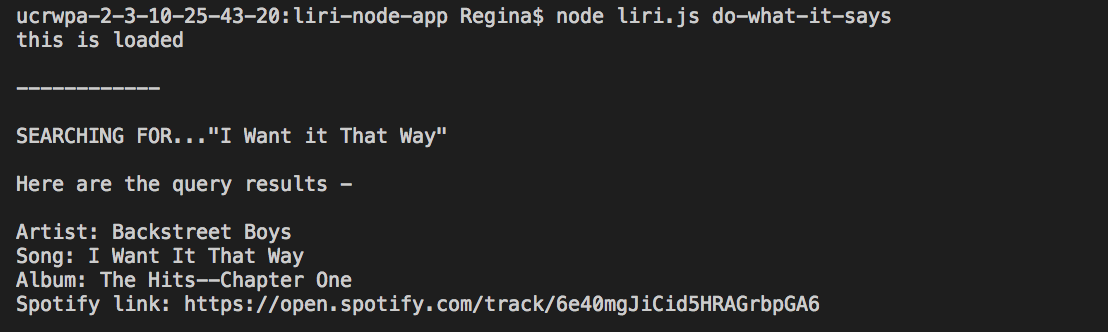 ucrwpa-2-3-10-25-43-20:liri-node-app Regina$ node liri.js do-what-it-says
this is loaded
------------
SEARCHING FOR..."I Want it That Way"
Here are the query results -
Artist: Backstreet Boys
Song: I Want It That Way
Album: The Hits--Chapter One
Spotify link: https://open.spotify.com/track/6e40mgJiCid5HRAGrbpGA6